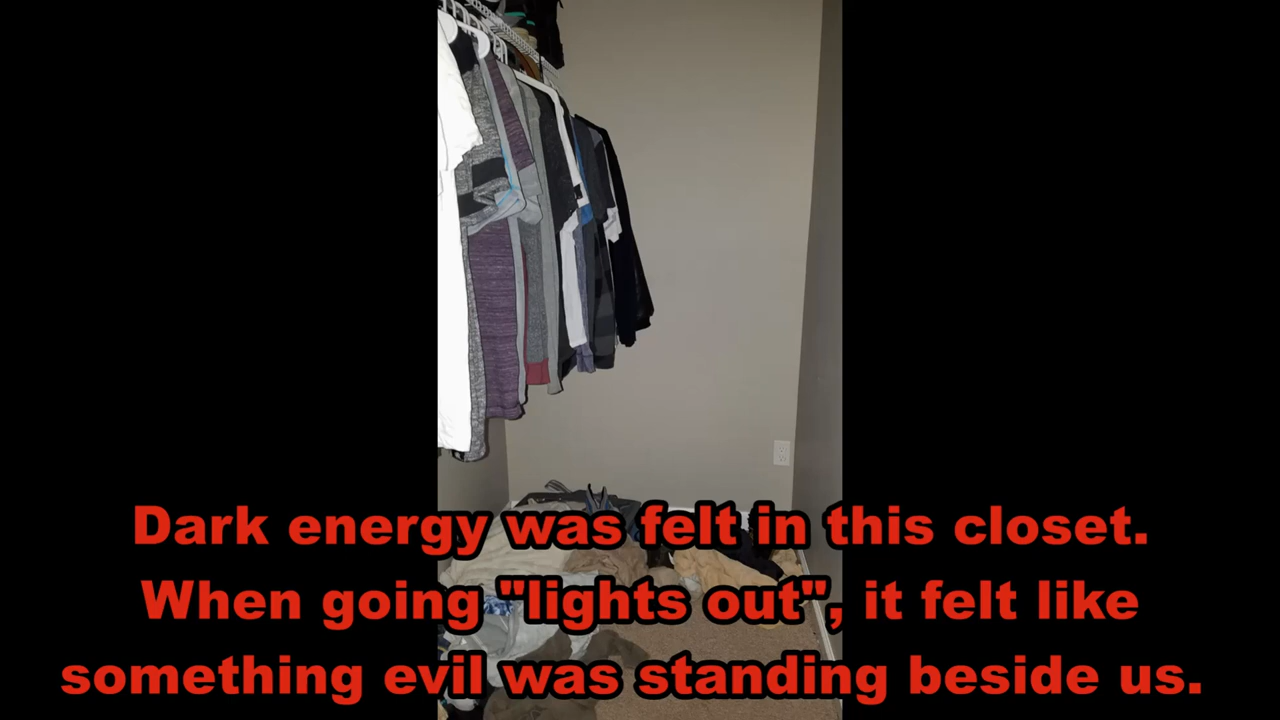 Dark energy was felt in this closet.
When going "lights out", it felt like
something evil was standing beside us.